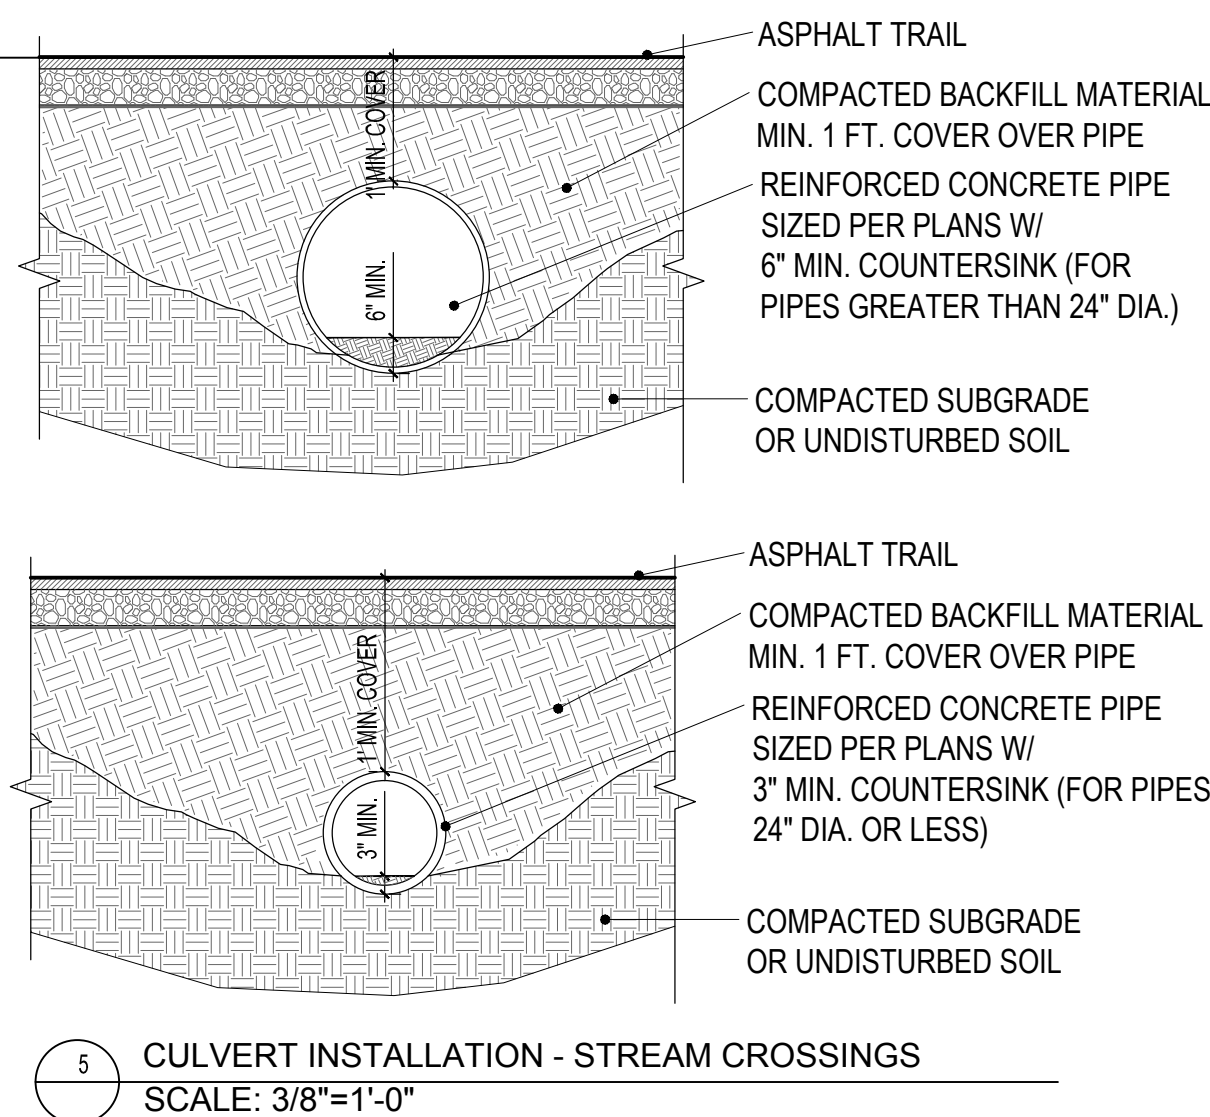 ASPHALT TRAIL
COMPACTED BACKFILL MATERIAL
MIN. 1 FT. COVER OVER PIPE
1' MIN. COVER
REINFORCED CONCRETE PIPE
SIZED PER PLANS W/
6" MIN. COUNTERSINK (FOR
PIPES GREATER THAN 24" DIA.)
6" MIN.
COMPACTED SUBGRADE
OR UNDISTURBED SOIL
ASPHALT TRAIL
COMPACTED BACKFILL MATERIAL
MIN. 1 FT. COVER OVER PIPE
1' MIN. COVER
REINFORCED CONCRETE PIPE
SIZED PER PLANS W/
3" MIN. COUNTERSINK (FOR PIPES
24" DIA. OR LESS)
3" MIN.
COMPACTED SUBGRADE
OR UNDISTURBED SOIL
5
CULVERT INSTALLATION - STREAM CROSSINGS
SCALE: 3/8"=1'-0"